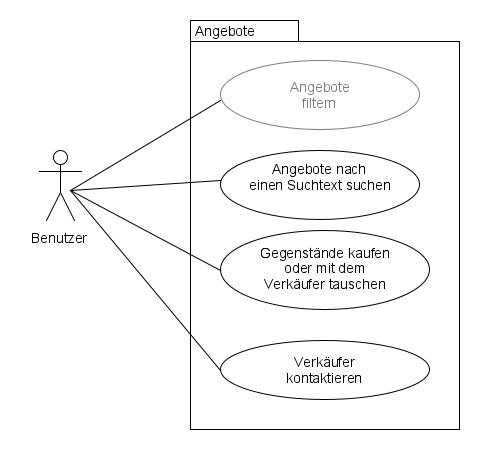 Angebote
Angebote
filtern
Angebote nach
einen Suchtext suchen
Benutzer
Gegenstände kaufen
oder mit dem
Verkäufer tauschen
Verkäufer
kontaktieren